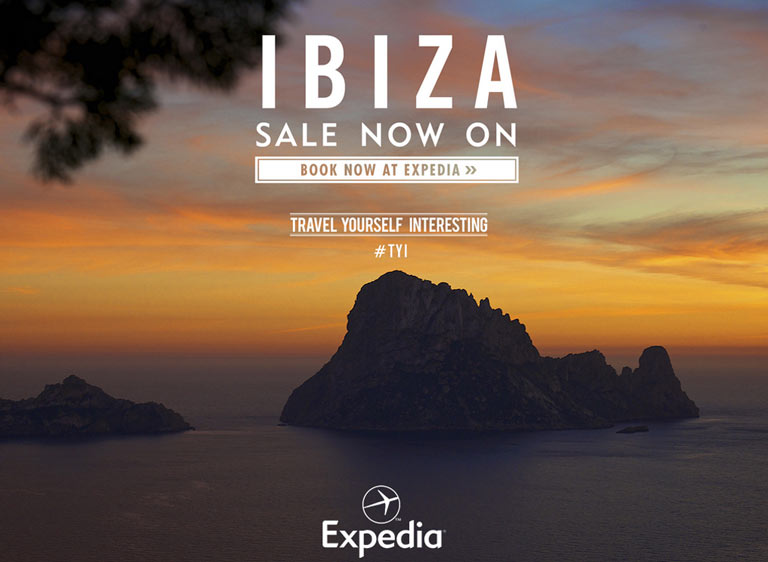 IBIZA
SALE NOW ON
BOOK NOW AT EXPEDIA »
TRAVEL YOURSELF INTERESTING
#TYI
Expedia